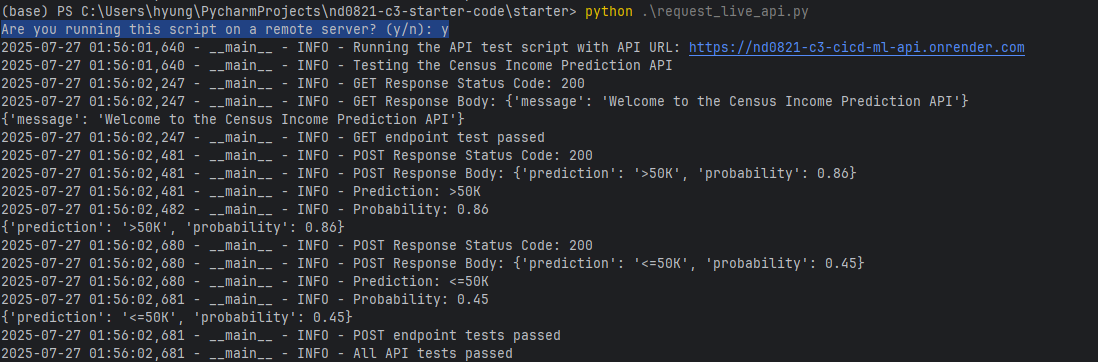 (base) PS C:\Users\hyung\PycharmProjects\nd0821-c3-starter-code\starter> python .\request_live_api.py
Are you running this script on a remote server? (y/n): y
2025-07-27 01:56:01,640 - __main__ - INFO - Running the API test script with API URL: https://nd0821-c3-cicd-ml-api.onrender.com
2025-07-27 01:56:01,640 - __main__ - INFO - Testing the Census Income Prediction API
2025-07-27 01:56:02,247 - __main__ - INFO - GET Response Status Code: 200
2025-07-27 01:56:02,247 - __main__ - INFO - GET Response Body: {'message': 'Welcome to the Census Income Prediction API'}
{'message': 'Welcome to the Census Income Prediction API'}
2025-07-27 01:56:02,247 - __main__ - INFO - GET endpoint test passed
2025-07-27 01:56:02,481 - __main__ - INFO - POST Response Status Code: 200
2025-07-27 01:56:02,481 - __main__ - INFO - POST Response Body: {'prediction': '>50K', 'probability': 0.86}
2025-07-27 01:56:02,481 - __main__ - INFO - Prediction: >50K
2025-07-27 01:56:02,482 - __main__ - INFO - Probability: 0.86
{'prediction': '>50K', 'probability': 0.86}
2025-07-27 01:56:02,680 - __main__ - INFO - POST Response Status Code: 200
2025-07-27 01:56:02,680 - __main__ - INFO - POST Response Body: {'prediction': '<=50K', 'probability': 0.45}
2025-07-27 01:56:02,680 - __main__ - INFO - Prediction: <=50K
2025-07-27 01:56:02,681 - __main__ - INFO - Probability: 0.45
{'prediction': '<=50K', 'probability': 0.45}
2025-07-27 01:56:02,681 - __main__ - INFO - POST endpoint tests passed
2025-07-27 01:56:02,681 - __main__ - INFO - All API tests passed